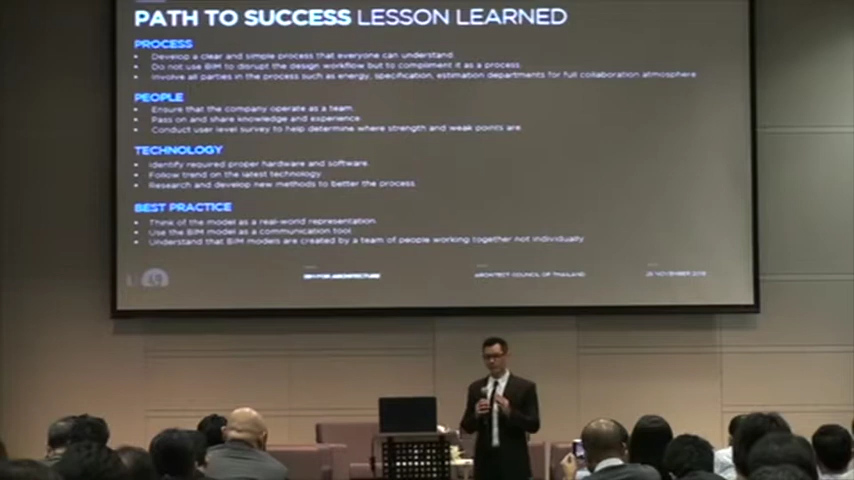 PATH TO SUCCESS LESSON LEARNED
PROCESS
• Develop a clear and simple process that everyone can understand.
• Do not use BIM to disrupt the design workflow but to compliment it as a process.
• Involve all parties in the process such as energy, specification, estimation departments for full collaboration atmosphere.
PEOPLE
• Ensure that the company operate as a team.
• Pass on and share knowledge and experience.
• Conduct user level survey to help determine where strength and weak points are.
TECHNOLOGY
• Identify required proper hardware and software.
• Follow trend on the latest technology.
• Research and develop new methods to better the process.
BEST PRACTICE
• Think of the model as a real-world representation.
• Use the BIM model as a communication tool.
• Understand that BIM models are created by a team of people working together not individually.
ARCHITECT COUNCIL OF THAILAND